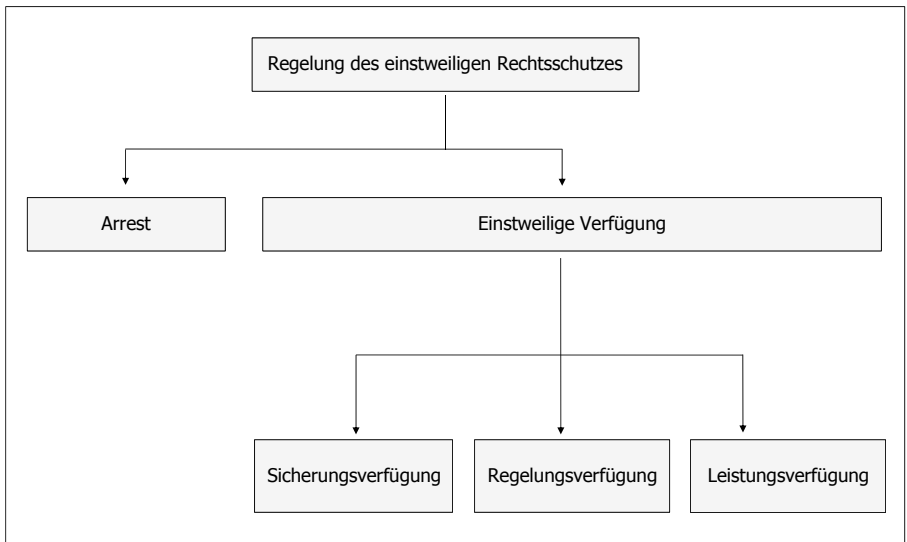 Regelung des einstweiligen Rechtsschutzes
Arrest
Einstweilige Verfügung
Sicherungsverfügung
Regelungsverfügung
Leistungsverfügung